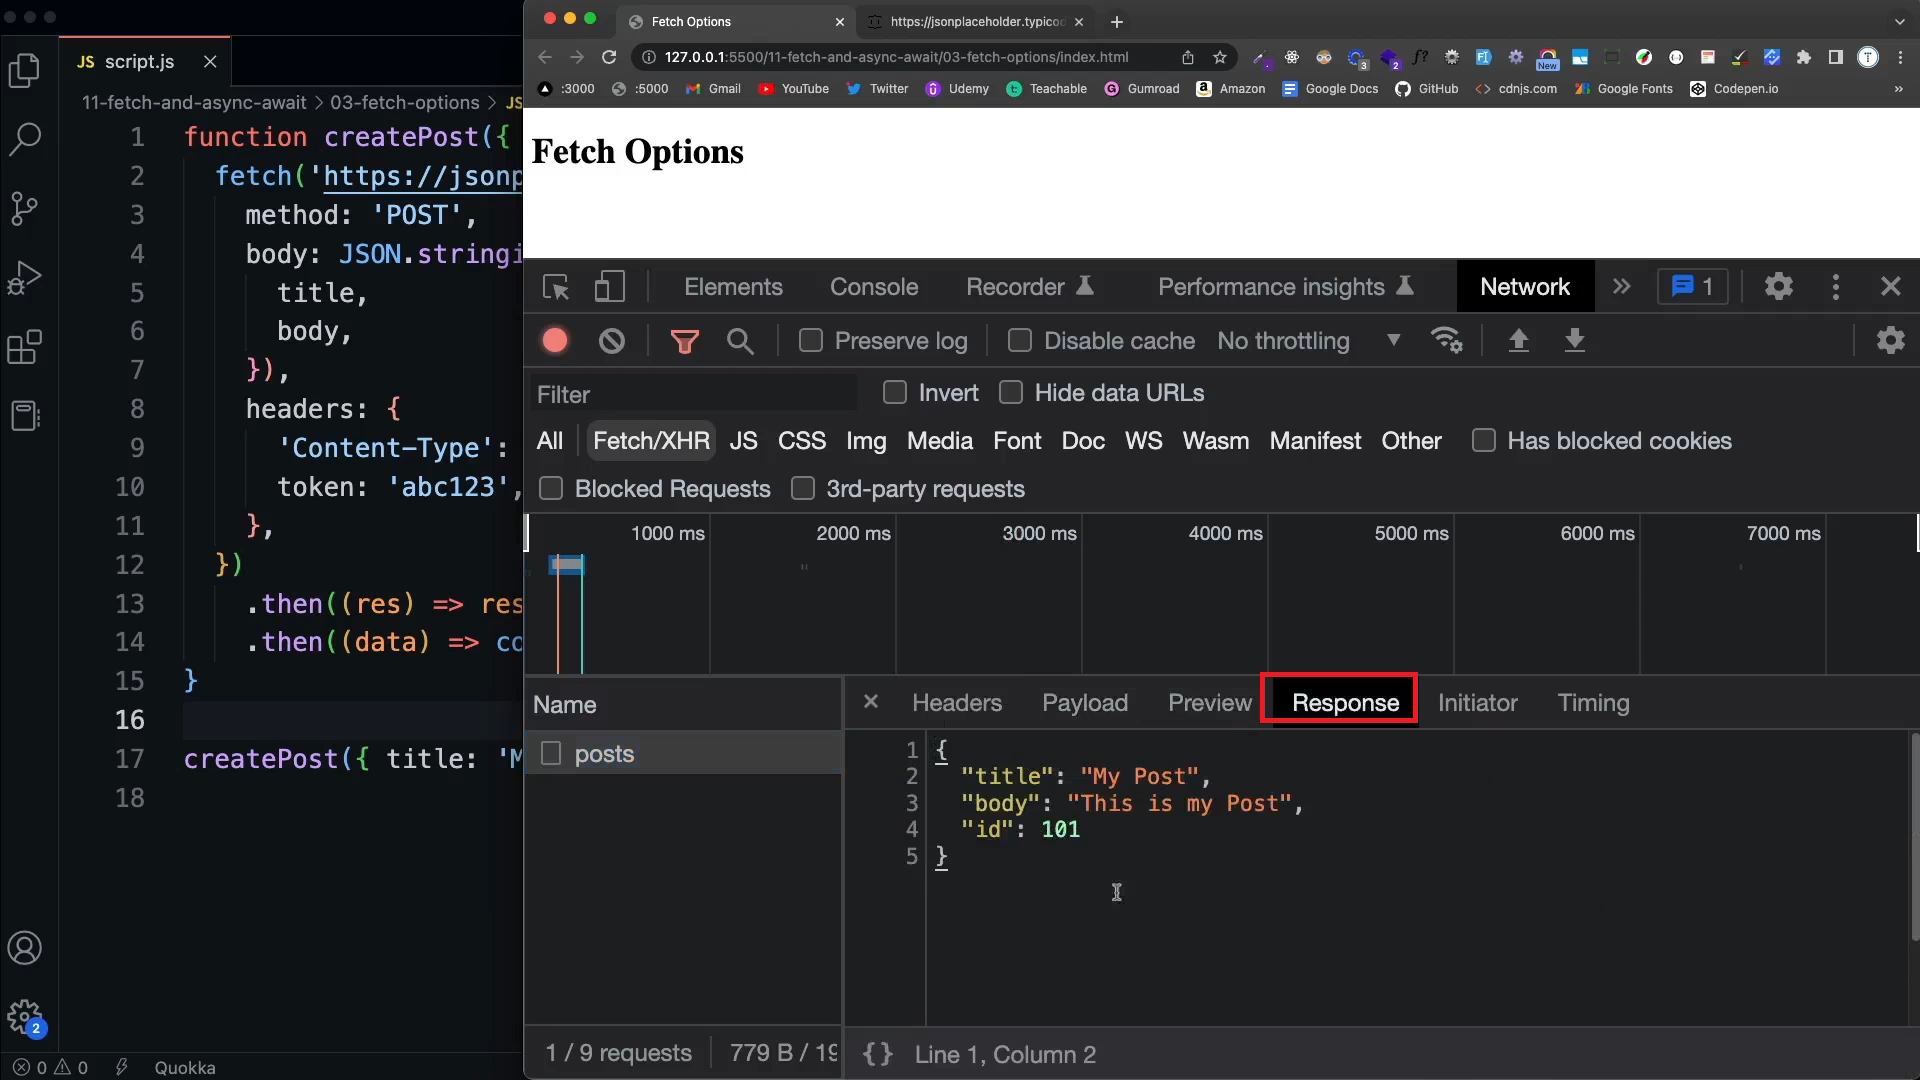 JS script.js
11-fetch-and-async-await > 03-fetch-options > JS
1 function createPost({
2 fetch('https://jsonp
3 method: 'POST',
4 body: JSON.stringi
5 title,
6 body,
7 }),
8 headers: {
9 'Content-Type':
10 token: 'abc123',
11 },
12 })
13 .then((res) => res
14 .then((data) => co
15 }
16
17 createPost({ title: 'M
18
2
0 0
Quokka
Fetch Options
https://jsonplaceholder.typicod
127.0.0.1:5500/11-fetch-and-async-await/03-fetch-options/index.html
3 2 f? New T
:3000 :5000 Gmail YouTube Twitter Udemy Teachable Gumroad Amazon Google Docs GitHub cdnjs.com Google Fonts Codepen.io »
Fetch Options
Elements Console Recorder Performance insights Network » 1
Preserve log Disable cache No throttling
Filter Invert Hide data URLs
All Fetch/XHR JS CSS Img Media Font Doc WS Wasm Manifest Other Has blocked cookies
Blocked Requests 3rd-party requests
1000 ms 2000 ms 3000 ms 4000 ms 5000 ms 6000 ms 7000 ms
Name
posts
1 / 9 requests 779 B / 19
Headers Payload Preview Response Initiator Timing
1 {
2 "title": "My Post",
3 "body": "This is my Post",
4 "id": 101
5 }
{} Line 1, Column 2